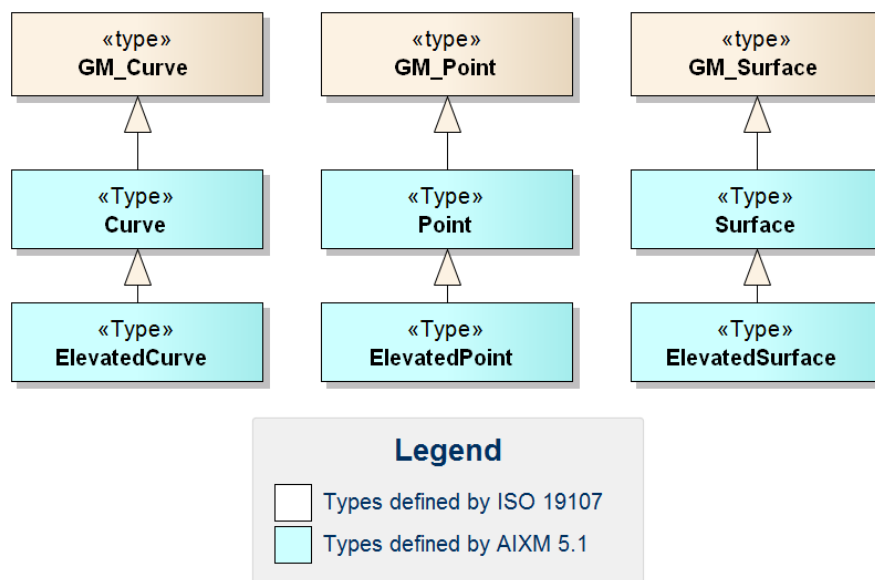 «type»
GM_Curve
«type»
GM_Point
«type»
GM_Surface
«Type»
Curve
«Type»
Point
«Type»
Surface
«Type»
ElevatedCurve
«Type»
ElevatedPoint
«Type»
ElevatedSurface
Legend
Types defined by ISO 19107
Types defined by AIXM 5.1